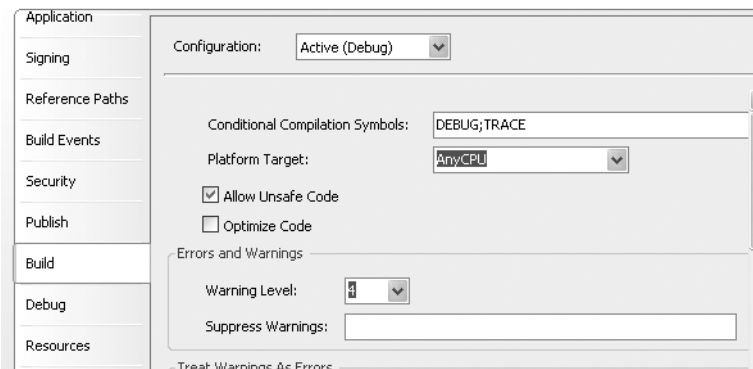 Application
Signing
Reference Paths
Build Events
Security
Publish
Build
Debug
Resources
Configuration: Active (Debug)
Conditional Compilation Symbols: DEBUG;TRACE
Platform Target: AnyCPU
Allow Unsafe Code
Optimize Code
Errors and Warnings
Warning Level: 4
Suppress Warnings:
Treat Warnings As Errors